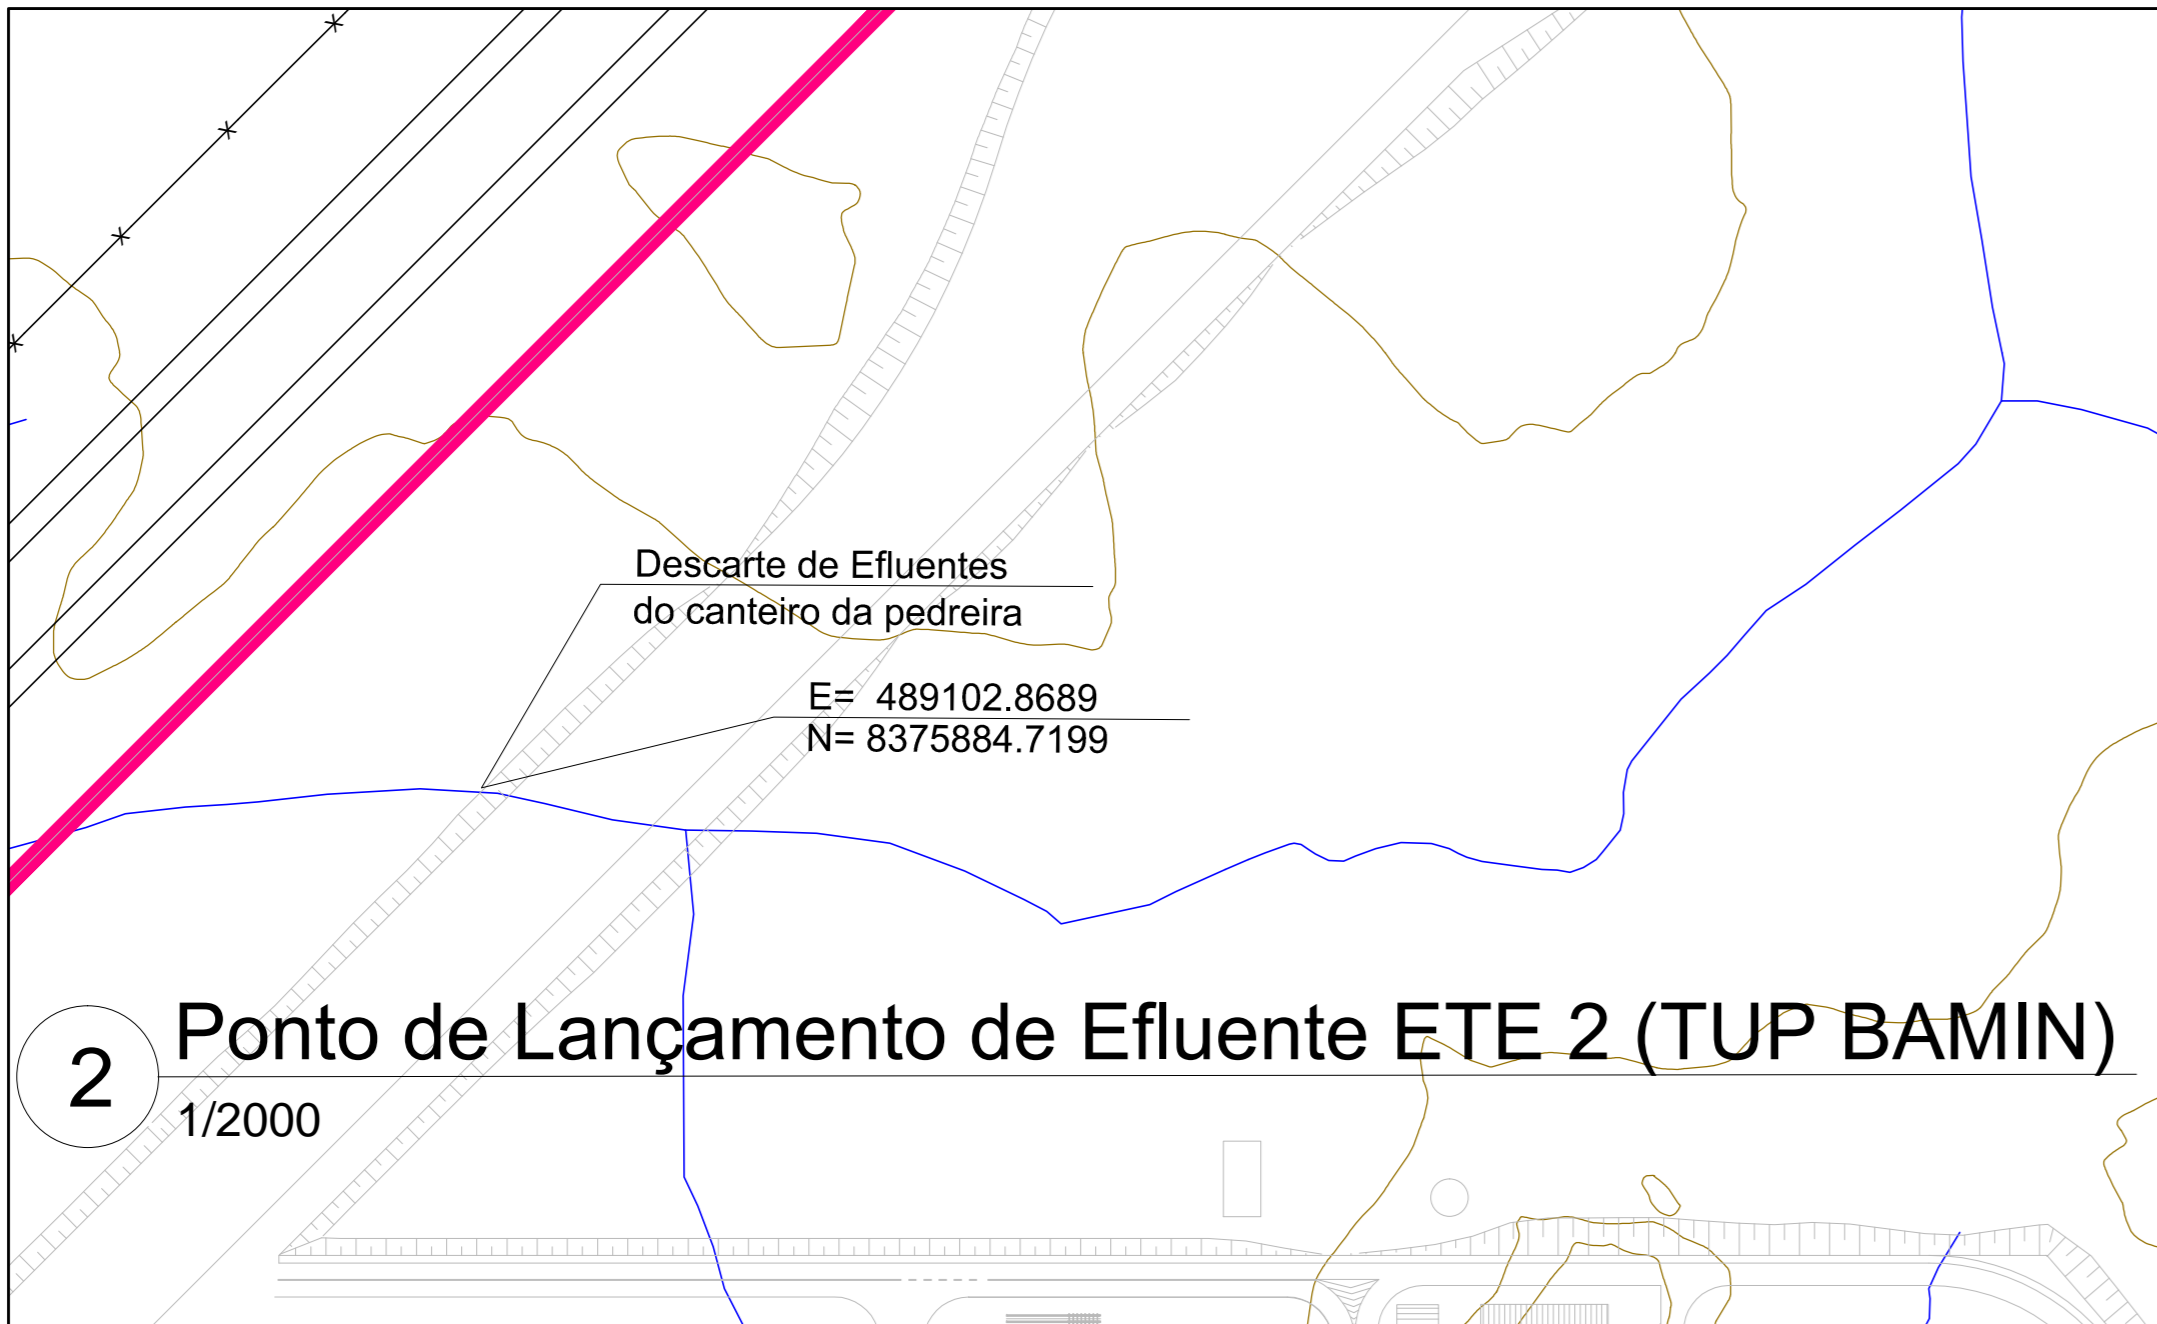 Descarte de Efluentes
do canteiro da pedreira
E= 489102.8689
N= 8375884.7199
2
Ponto de Lançamento de Efluente ETE 2 (TUP BAMIN)
1/2000